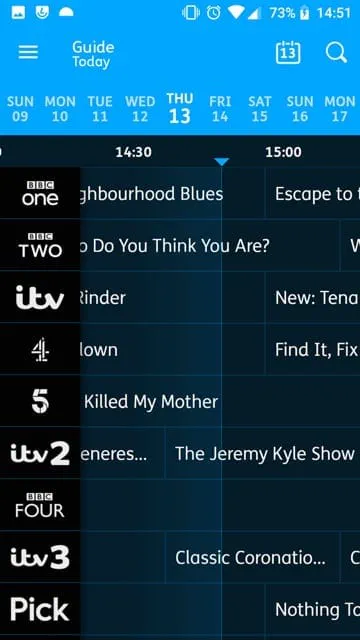 73% 14:51
Guide
Today
13
SUN MON TUE WED THU FRI SAT SUN MON
09 10 11 12 13 14 15 16 17
14:30 15:00
BBC one ghbourhood Blues Escape to t
BBC TWO o Do You Think You Are? W
itv Rinder New: Tena
4 down Find It, Fix
5 Killed My Mother
itv2 eneres... The Jeremy Kyle Show
BBC FOUR
itv3 Classic Coronatio... C
Pick Nothing To